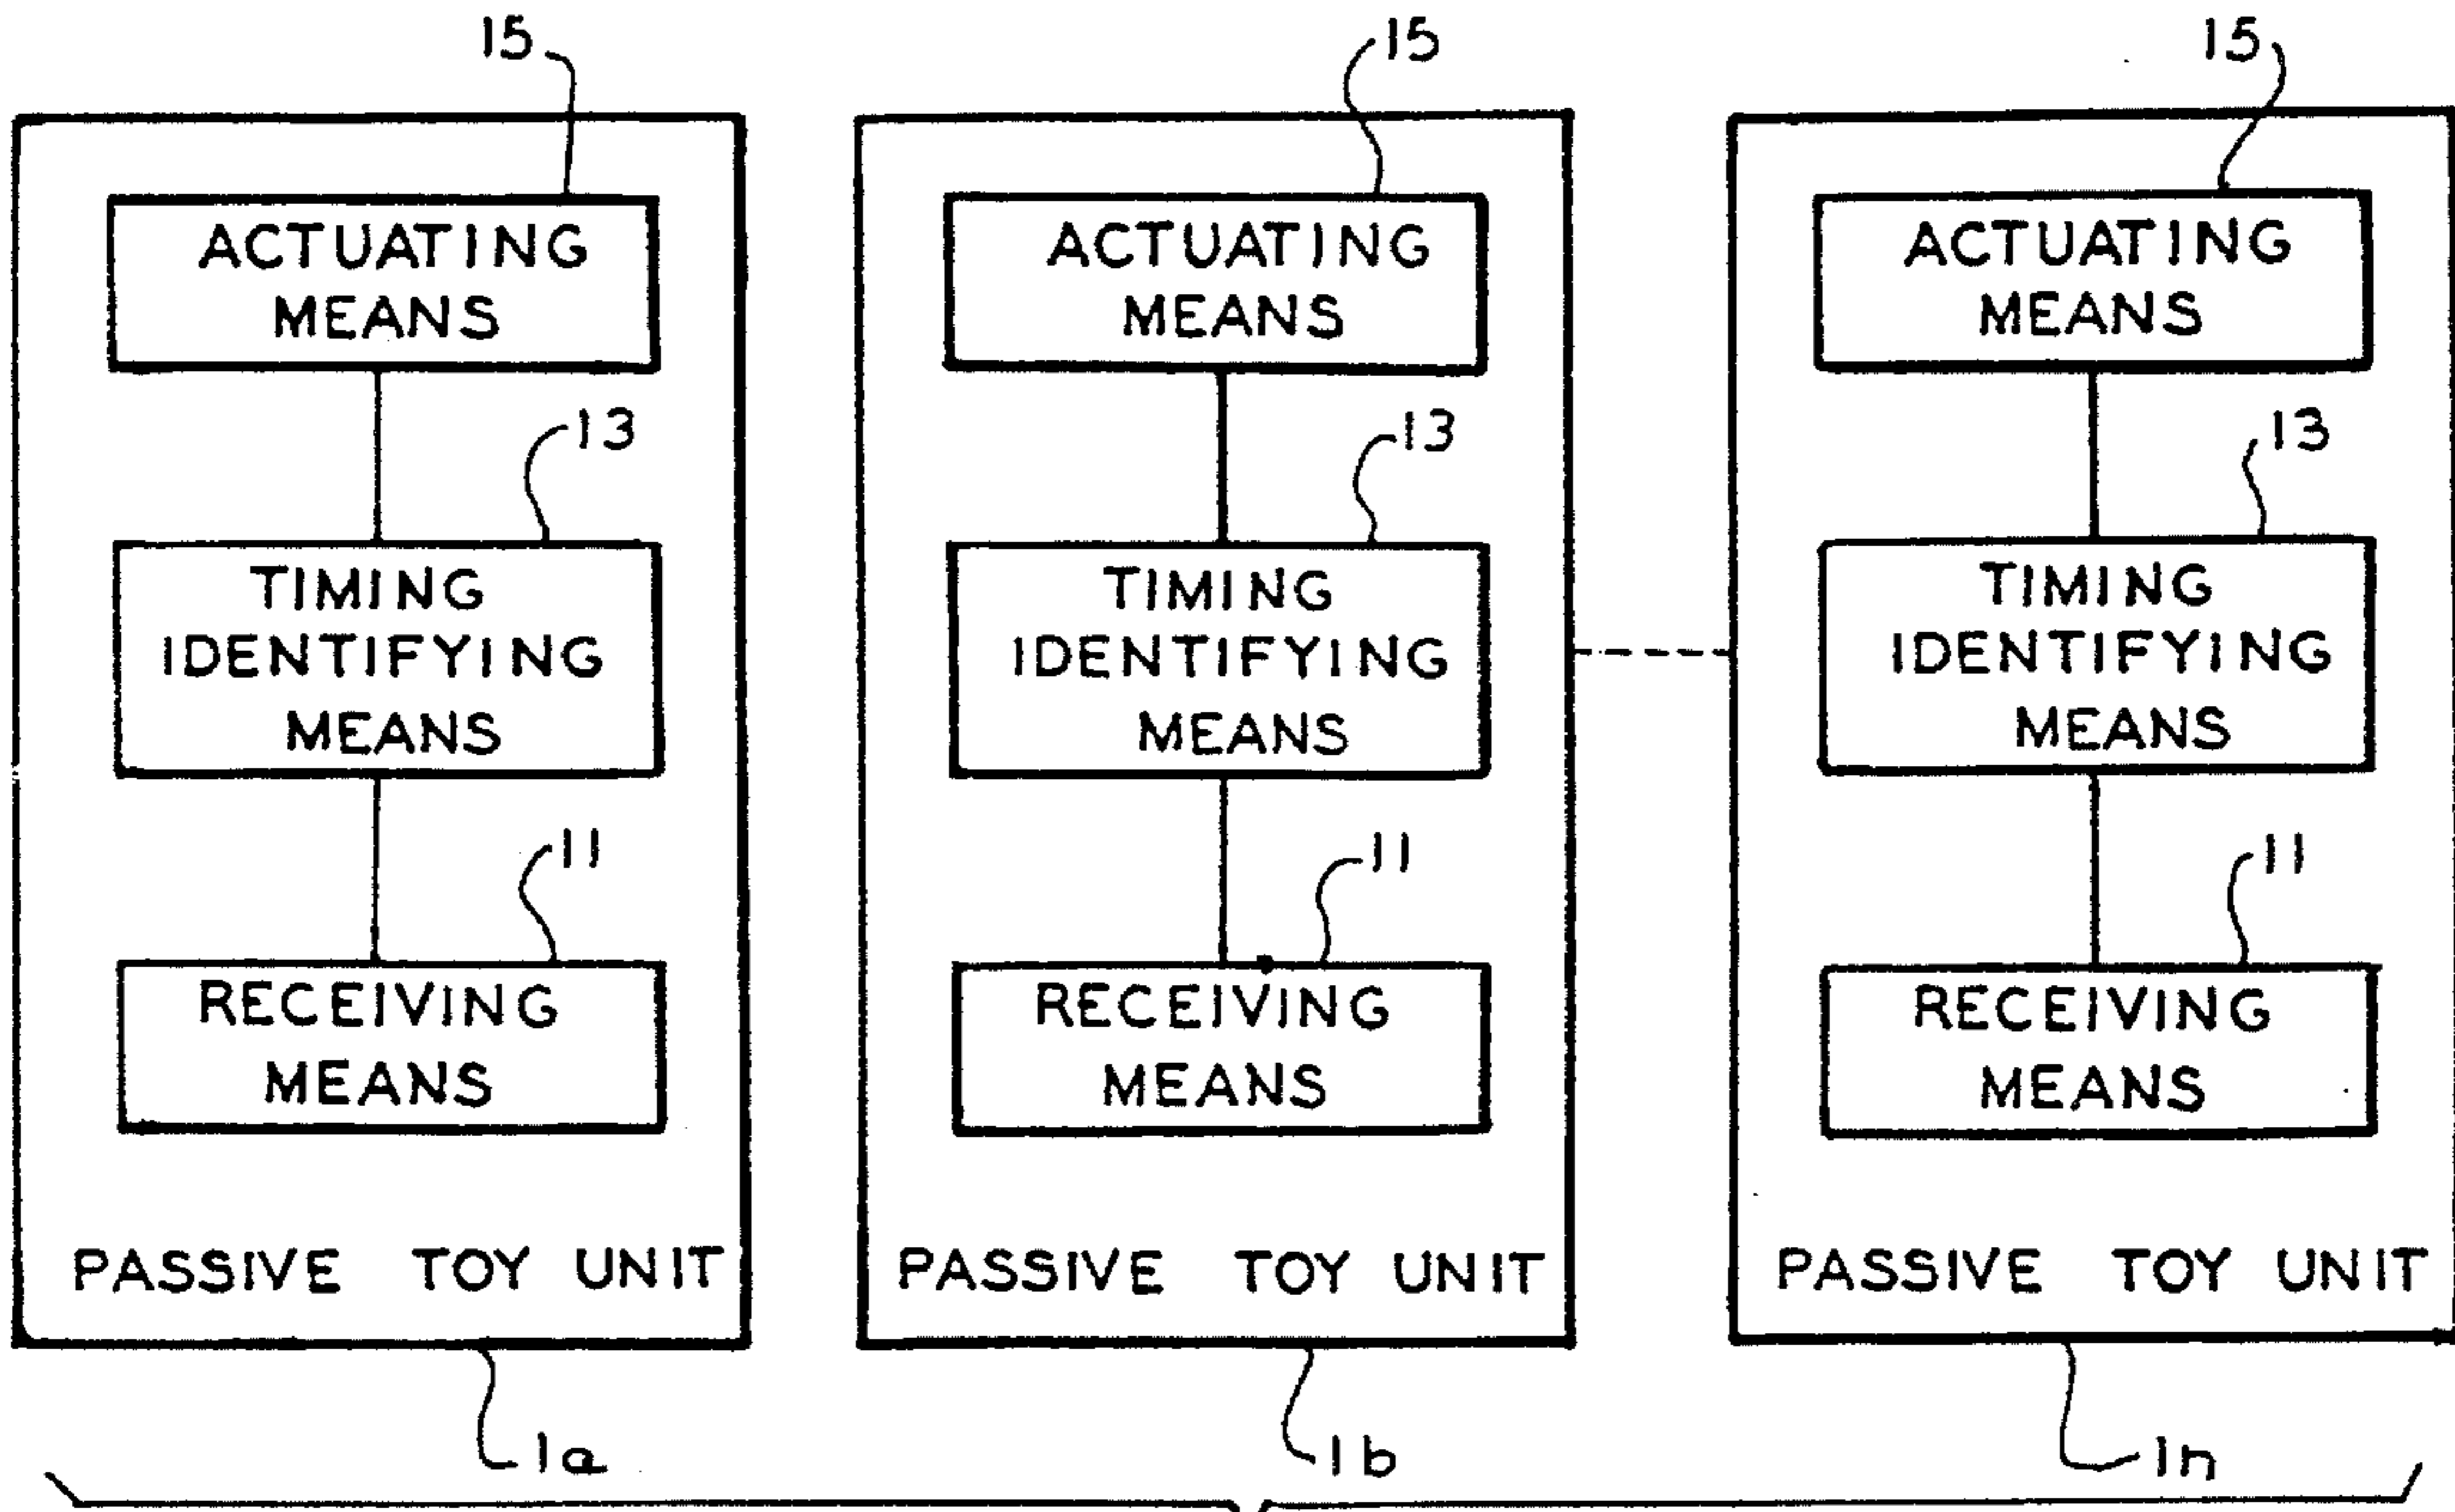 15
15
15
ACTUATING
MEANS
ACTUATING
MEANS
ACTUATING
MEANS
13
13
13
TIMING
IDENTIFYING
MEANS
TIMING
IDENTIFYING
MEANS
TIMING
IDENTIFYING
MEANS
11
11
11
RECEIVING
MEANS
RECEIVING
MEANS
RECEIVING
MEANS
PASSIVE TOY UNIT
PASSIVE TOY UNIT
PASSIVE TOY UNIT
1a
1b
1n